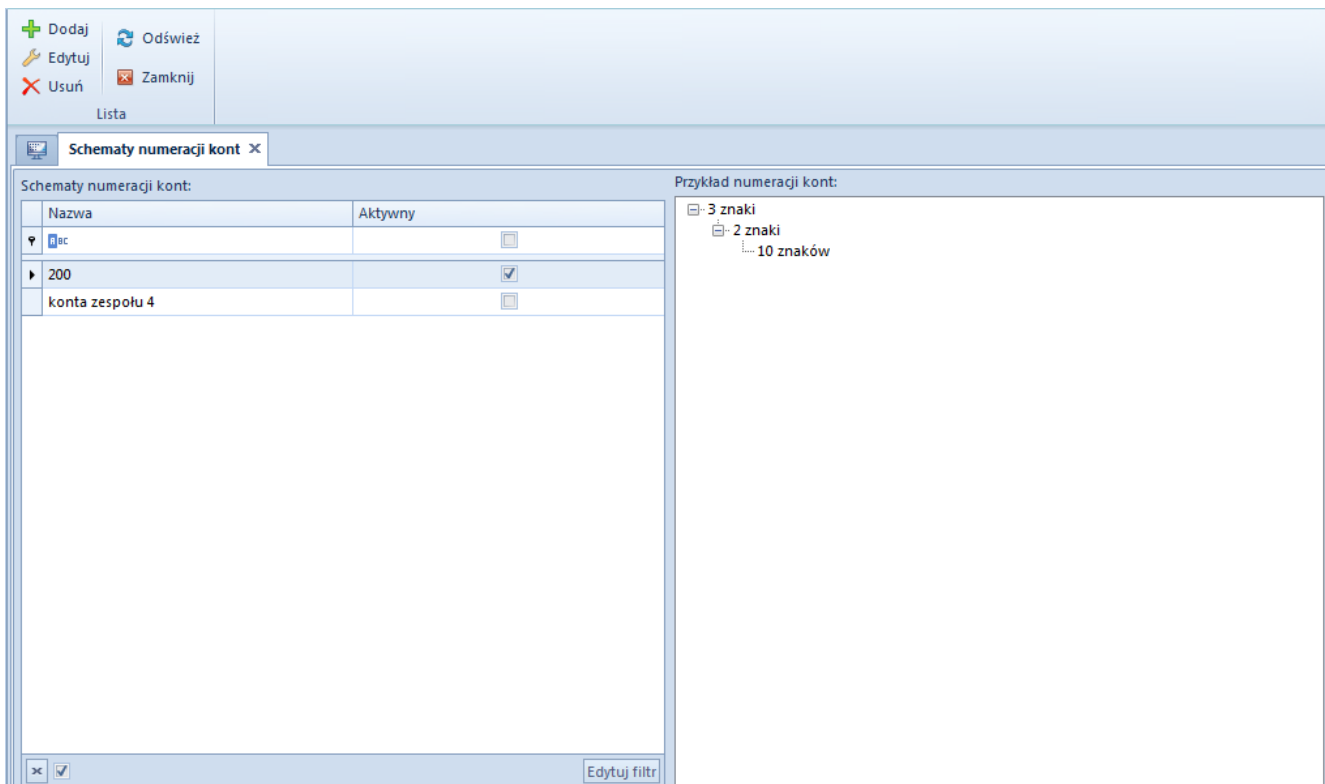 Dodaj
Edytuj
Usuń
Odśwież
Zamknij
Lista
Schematy numeracji kont
Schematy numeracji kont:
Nazwa Aktywny
ABC
200
konta zespołu 4
Edytuj filtr
Przykład numeracji kont:
3 znaki
2 znaki
10 znaków